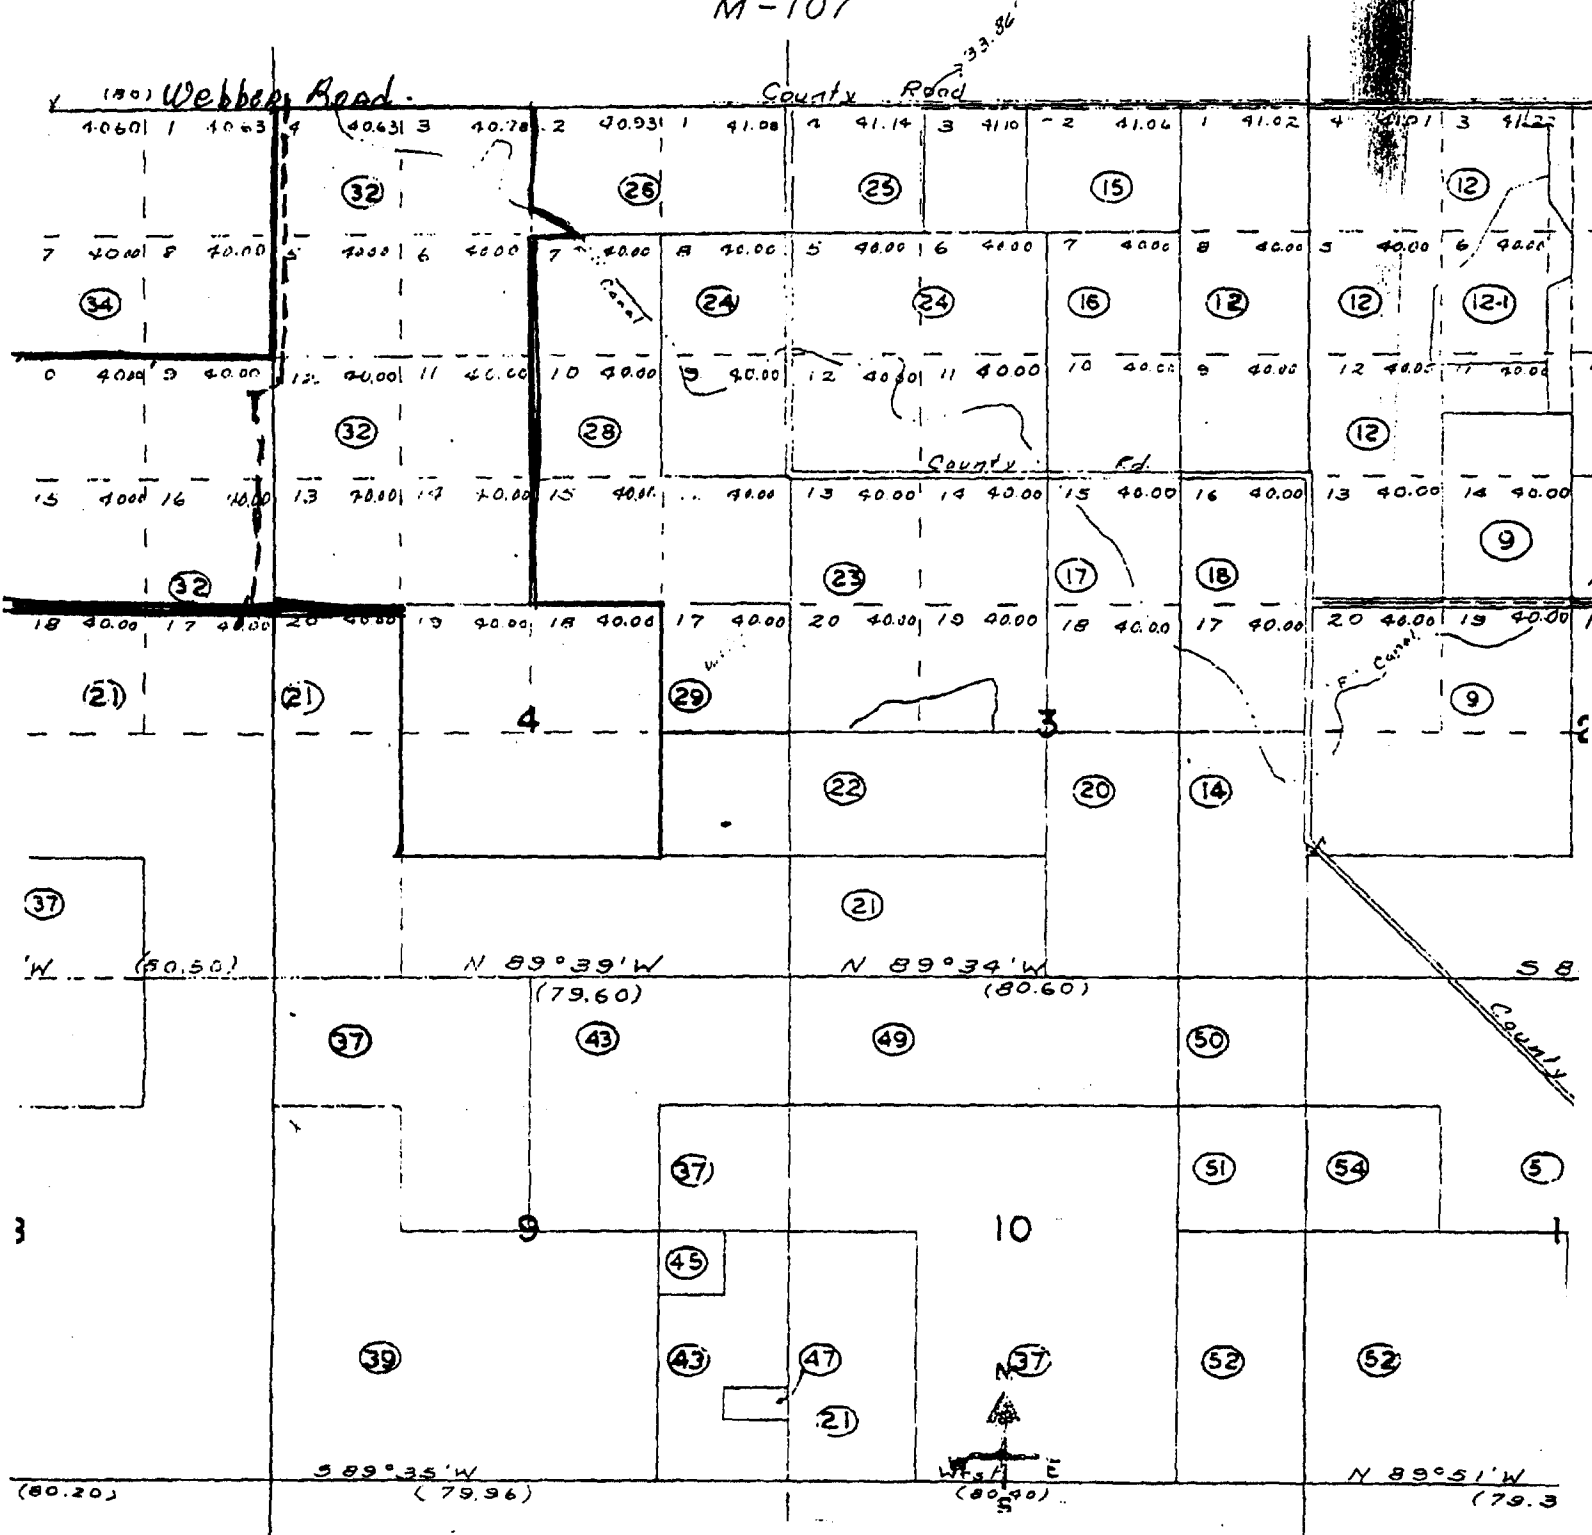 M-107
33.86'
(80) Webber Road.
County Road
40.60 1 40.63 4 40.63 3 40.78 2 40.93 1 41.08 4 41.14 3 41.10 2 41.06 1 41.02 4 3 41.22
32 26 25 15 12
7 40.00 8 40.00 5 40.00 6 40.00 7 40.00 8 40.00 5 40.00 6 40.00 7 40.00 8 40.00 5 40.00 6 40.00
34 24 24 16 12 12 12-1
Canal
0 40.00 9 40.00 12 40.00 11 40.00 10 40.00 9 40.00 12 40.00 11 40.00 10 40.00 9 40.00 12 40.00 11 40.00
32 28 12
County Rd.
15 40.00 16 40.00 13 40.00 14 40.00 15 40.00 40.00 13 40.00 14 40.00 15 40.00 16 40.00 13 40.00 14 40.00
9
32 23 17 18
18 40.00 17 40.00 20 40.00 19 40.00 18 40.00 17 40.00 20 40.00 19 40.00 18 40.00 17 40.00 20 40.00 19 40.00
Canal
21 21 29 9
4 3 2
22 20 14
37 21
'W (80.50) N 89°39'W N 89°34'W S 8
(79.60) (80.60)
County
37 43 49 50
37 51 54 5
3 9 10 1
45
39 43 47 37 52 52
N
21
West E
S 89°35'W N 89°51'W
(80.20) (79.96) (80.40) (79.3
S